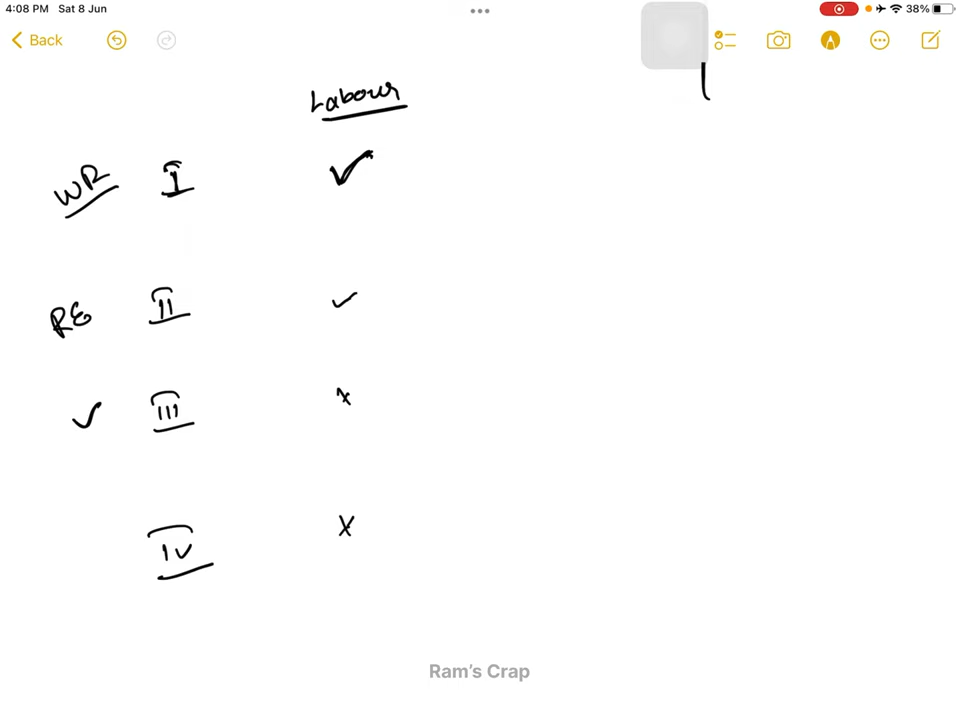 4:08 PM Sat 8 Jun 38%
Back
Labour
WR I ✓
RE II ✓
✓ III x
IV x
Ram's Crap